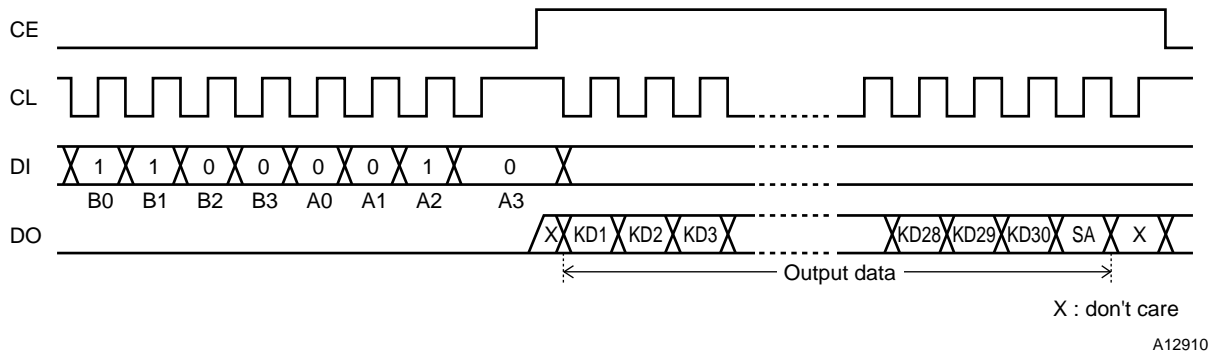 CE
CL
DI 1 1 0 0 0 0 1 0
B0 B1 B2 B3 A0 A1 A2 A3
DO X KD1 KD2 KD3 KD28 KD29 KD30 SA X
Output data
X : don't care
A12910